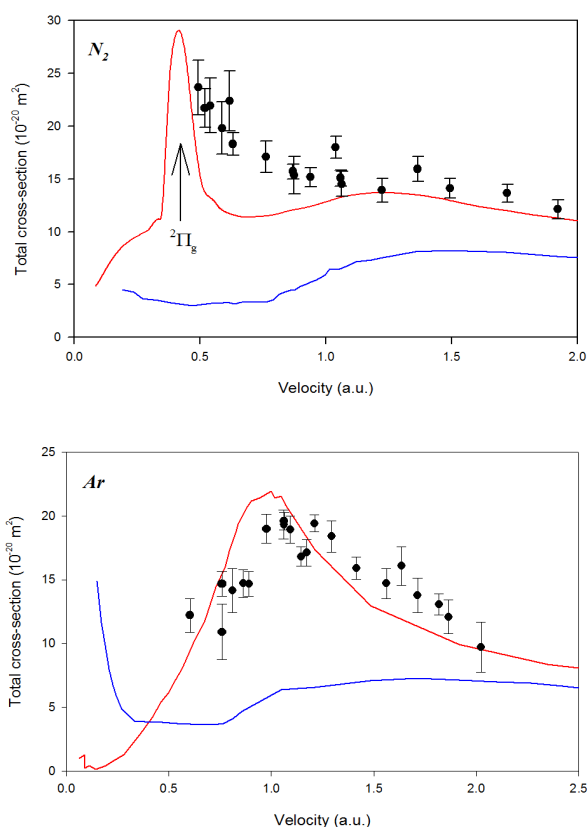 N₂
Total cross-section (10⁻²⁰ m²)
30
25
20
15
10
5
0
²Πg
0.0 0.5 1.0 1.5 2.0
Velocity (a.u.)
Ar
Total cross-section (10⁻²⁰ m²)
25
20
15
10
5
0
0.0 0.5 1.0 1.5 2.0 2.5
Velocity (a.u.)